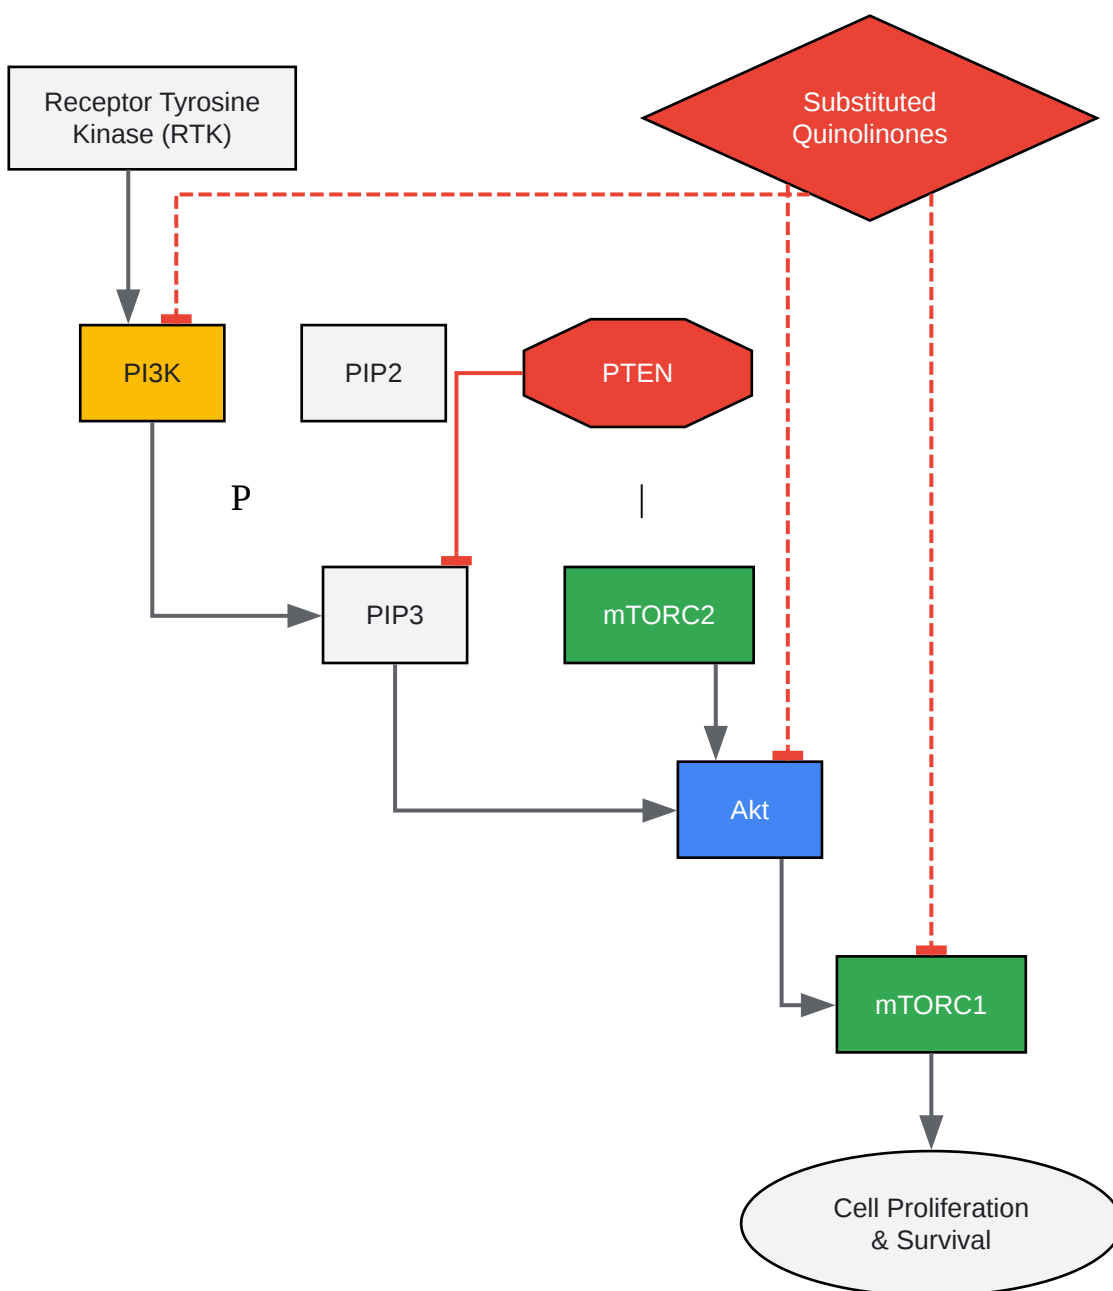 Receptor Tyrosine
Kinase (RTK)
Substituted
Quinolinones
PI3K
PIP2
PTEN
P
|
PIP3
mTORC2
Akt
mTORC1
Cell Proliferation
& Survival